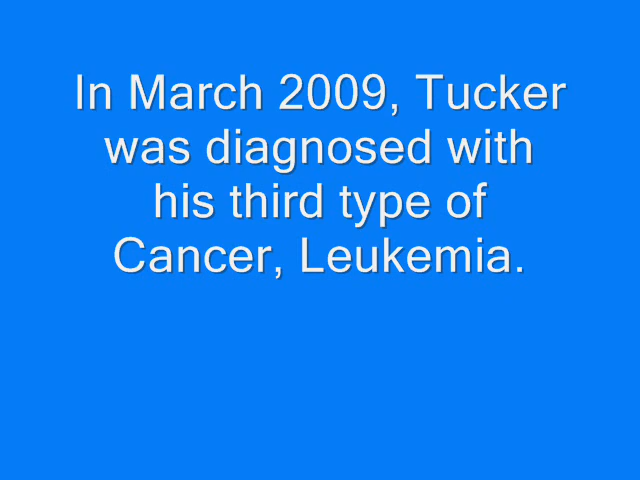 In March 2009, Tucker
was diagnosed with
his third type of
Cancer, Leukemia.